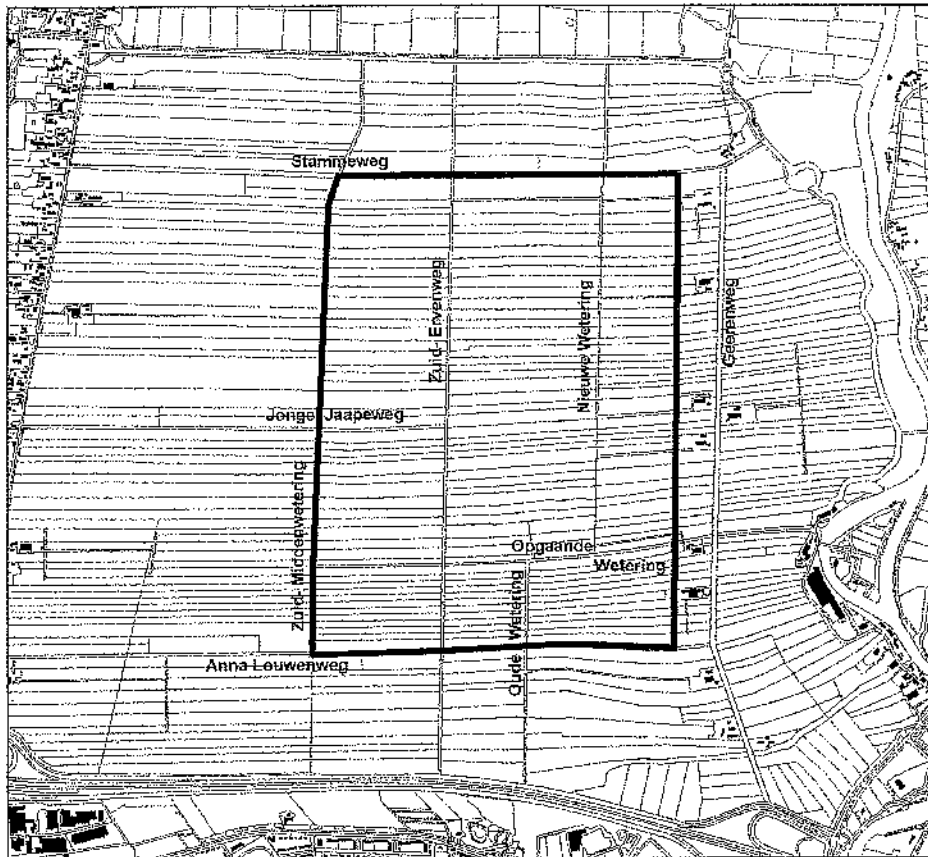 Stammeweg
Zuid-Ervenweg
Nieuwe Wetering
Geerenweg
Jonge Jaapeweg
Zuid-Middenwetering
Opgaande
Wetering
Oude Wetering
Anna Louwenweg